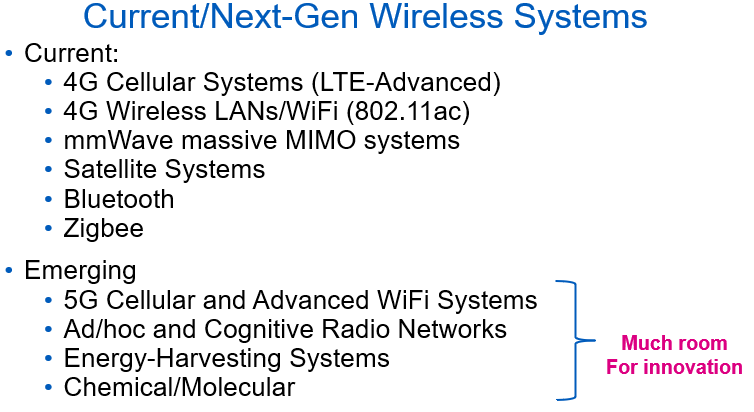 Current/Next-Gen Wireless Systems
• Current:
• 4G Cellular Systems (LTE-Advanced)
• 4G Wireless LANs/WiFi (802.11ac)
• mmWave massive MIMO systems
• Satellite Systems
• Bluetooth
• Zigbee
• Emerging
• 5G Cellular and Advanced WiFi Systems
• Ad/hoc and Cognitive Radio Networks
• Energy-Harvesting Systems
• Chemical/Molecular
Much room
For innovation